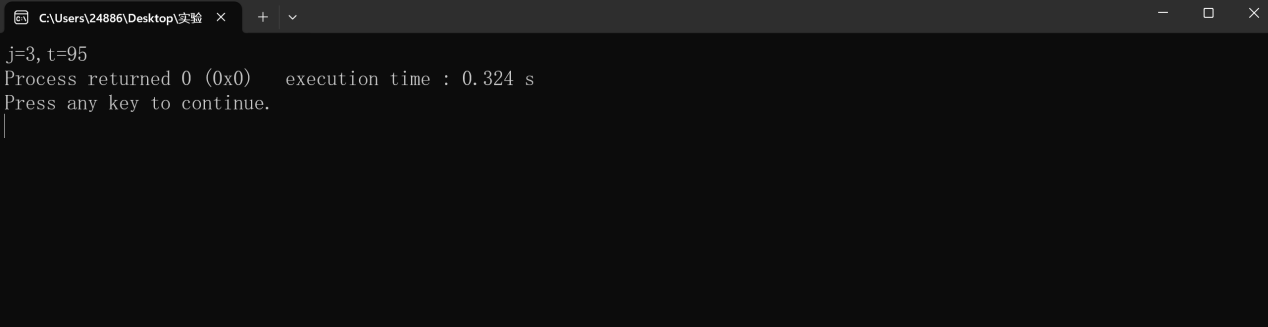 C:\Users\24886\Desktop\实验
j=3,t=95
Process returned 0 (0x0)   execution time : 0.324 s
Press any key to continue.